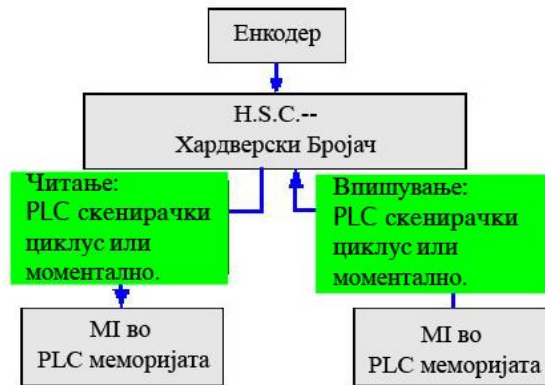 Енкодер
H.S.C.--
Хардверски Бројач
Читање:
PLC скенирачки
циклус или
моментално.
Впишување:
PLC скенирачки
циклус или
моментално.
MI во
PLC меморијата
MI во
PLC меморијата